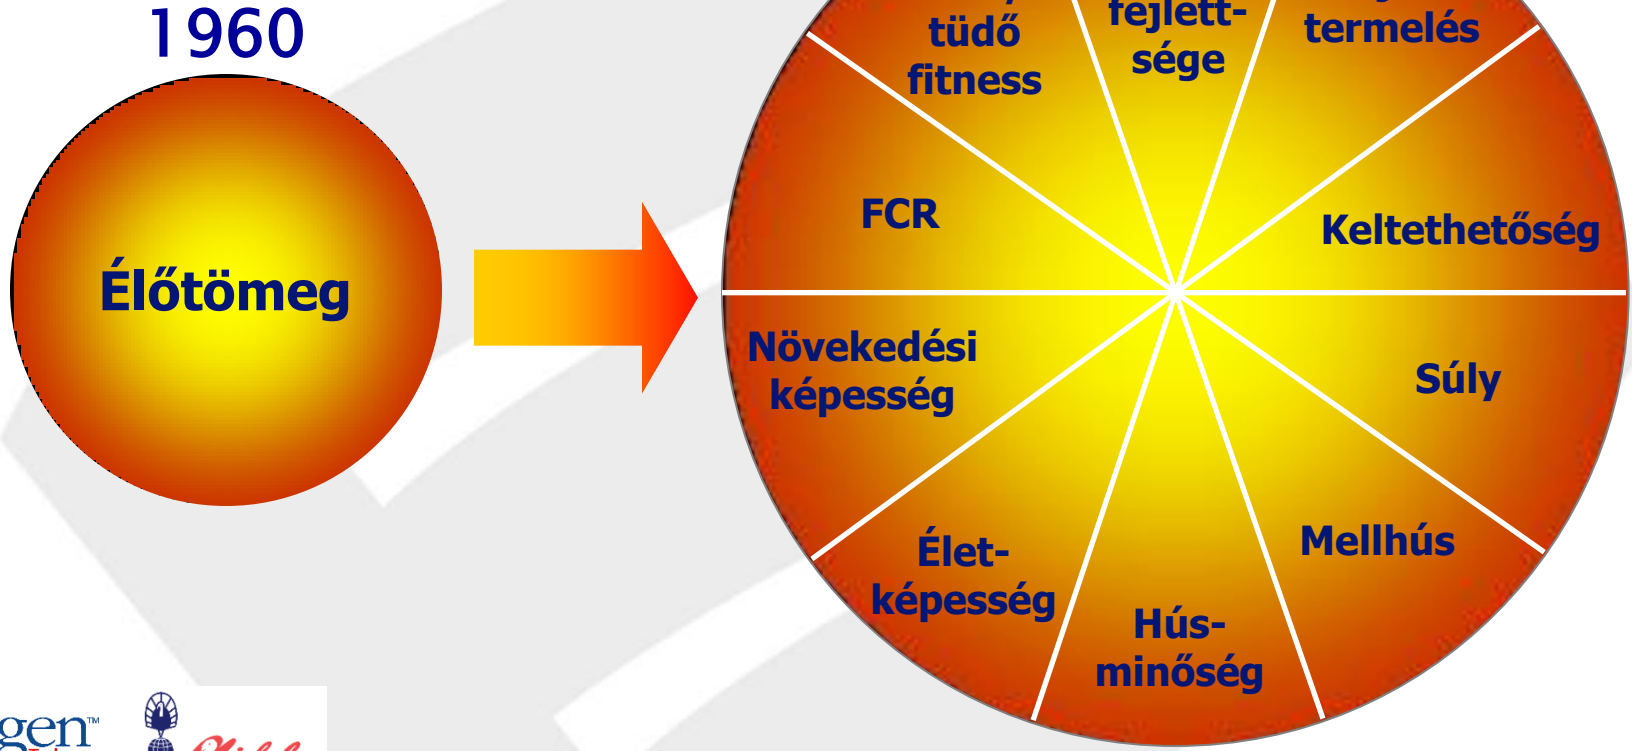 1960
Élőtömeg
tüdő
fitness
fejlett-
sége
termelés
FCR
Keltethetőség
Növekedési
képesség
Súly
Élet-
képesség
Mellhús
Hús-
minőség
gen™